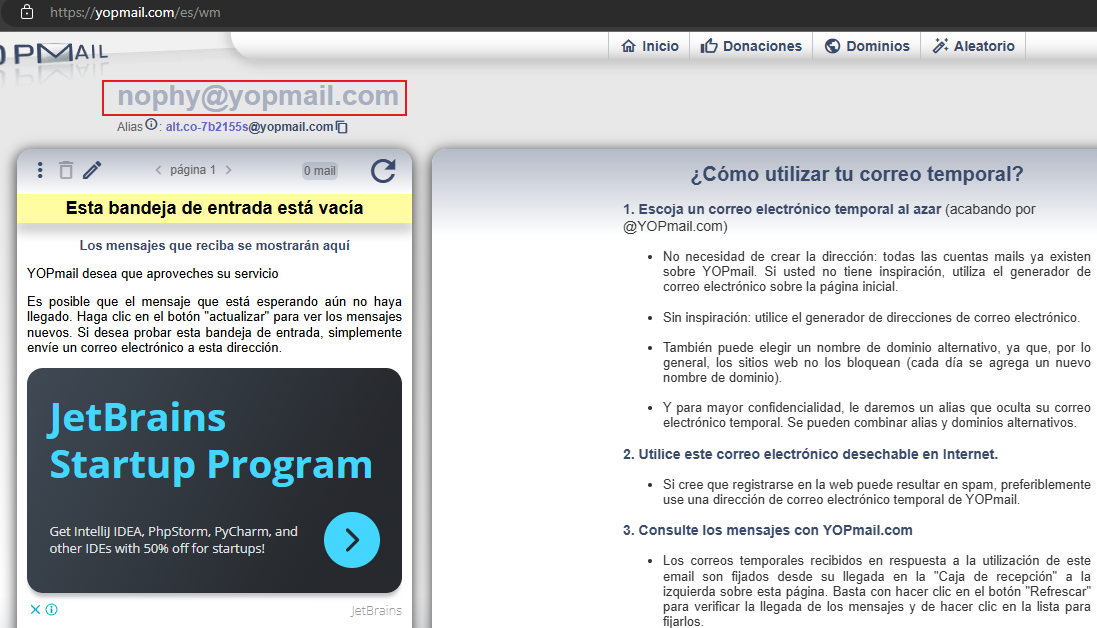 https://yopmail.com/es/wm
OPMAIL
Inicio
Donaciones
Dominios
Aleatorio
nophy@yopmail.com
Alias : alt.co-7b2155s@yopmail.com
página 1
0 mail
Esta bandeja de entrada está vacía
Los mensajes que reciba se mostrarán aquí
YOPmail desea que aproveches su servicio
Es posible que el mensaje que está esperando aún no haya
llegado. Haga clic en el botón "actualizar" para ver los mensajes
nuevos. Si desea probar esta bandeja de entrada, simplemente
envíe un correo electrónico a esta dirección.
JetBrains
Startup Program
Get IntelliJ IDEA, PhpStorm, PyCharm, and
other IDEs with 50% off for startups!
JetBrains
¿Cómo utilizar tu correo temporal?
1. Escoja un correo electrónico temporal al azar (acabando por
@YOPmail.com)
• No necesidad de crear la dirección: todas las cuentas mails ya existen
sobre YOPmail. Si usted no tiene inspiración, utiliza el generador de
correo electrónico sobre la página inicial.
• Sin inspiración: utilice el generador de direcciones de correo electrónico.
• También puede elegir un nombre de dominio alternativo, ya que, por lo
general, los sitios web no los bloquean (cada día se agrega un nuevo
nombre de dominio).
• Y para mayor confidencialidad, le daremos un alias que oculta su correo
electrónico temporal. Se pueden combinar alias y dominios alternativos.
2. Utilice este correo electrónico desechable en Internet.
• Si cree que registrarse en la web puede resultar en spam, preferiblemente
use una dirección de correo electrónico temporal de YOPmail.
3. Consulte los mensajes con YOPmail.com
• Los correos temporales recibidos en respuesta a la utilización de este
email son fijados desde su llegada en la "Caja de recepción" a la
izquierda sobre esta página. Basta con hacer clic en el botón "Refrescar"
para verificar la llegada de los mensajes y de hacer clic en la lista para
fijarlos.